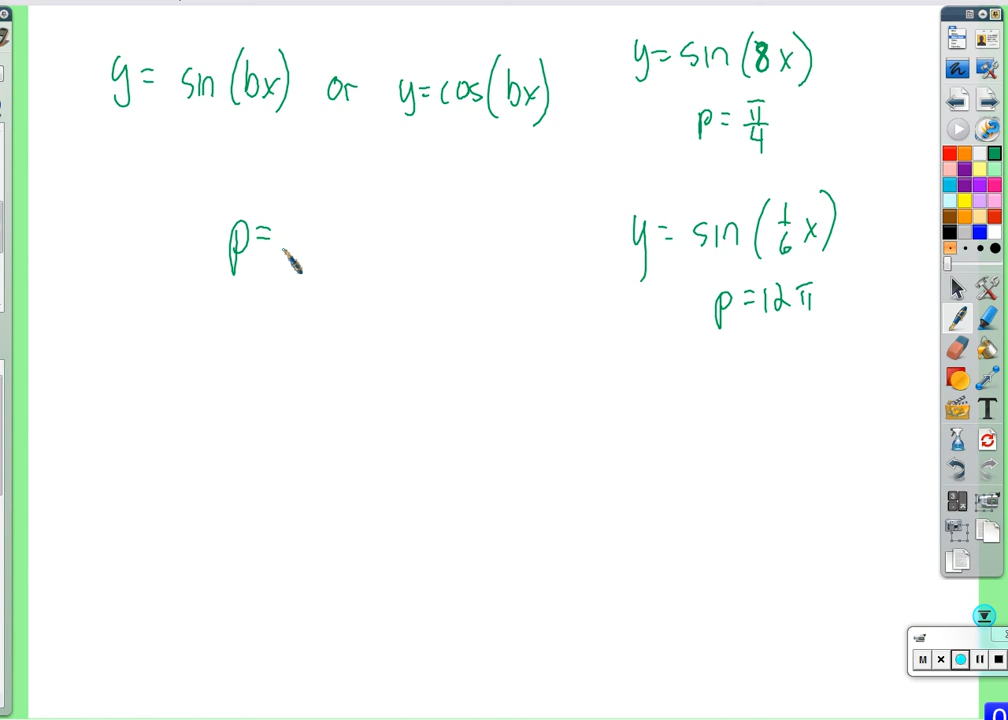 y = sin (bx) or y = cos (bx)
p =
y = sin (8x)
p = π/4
y = sin (1/6 x)
p = 12π
T
M